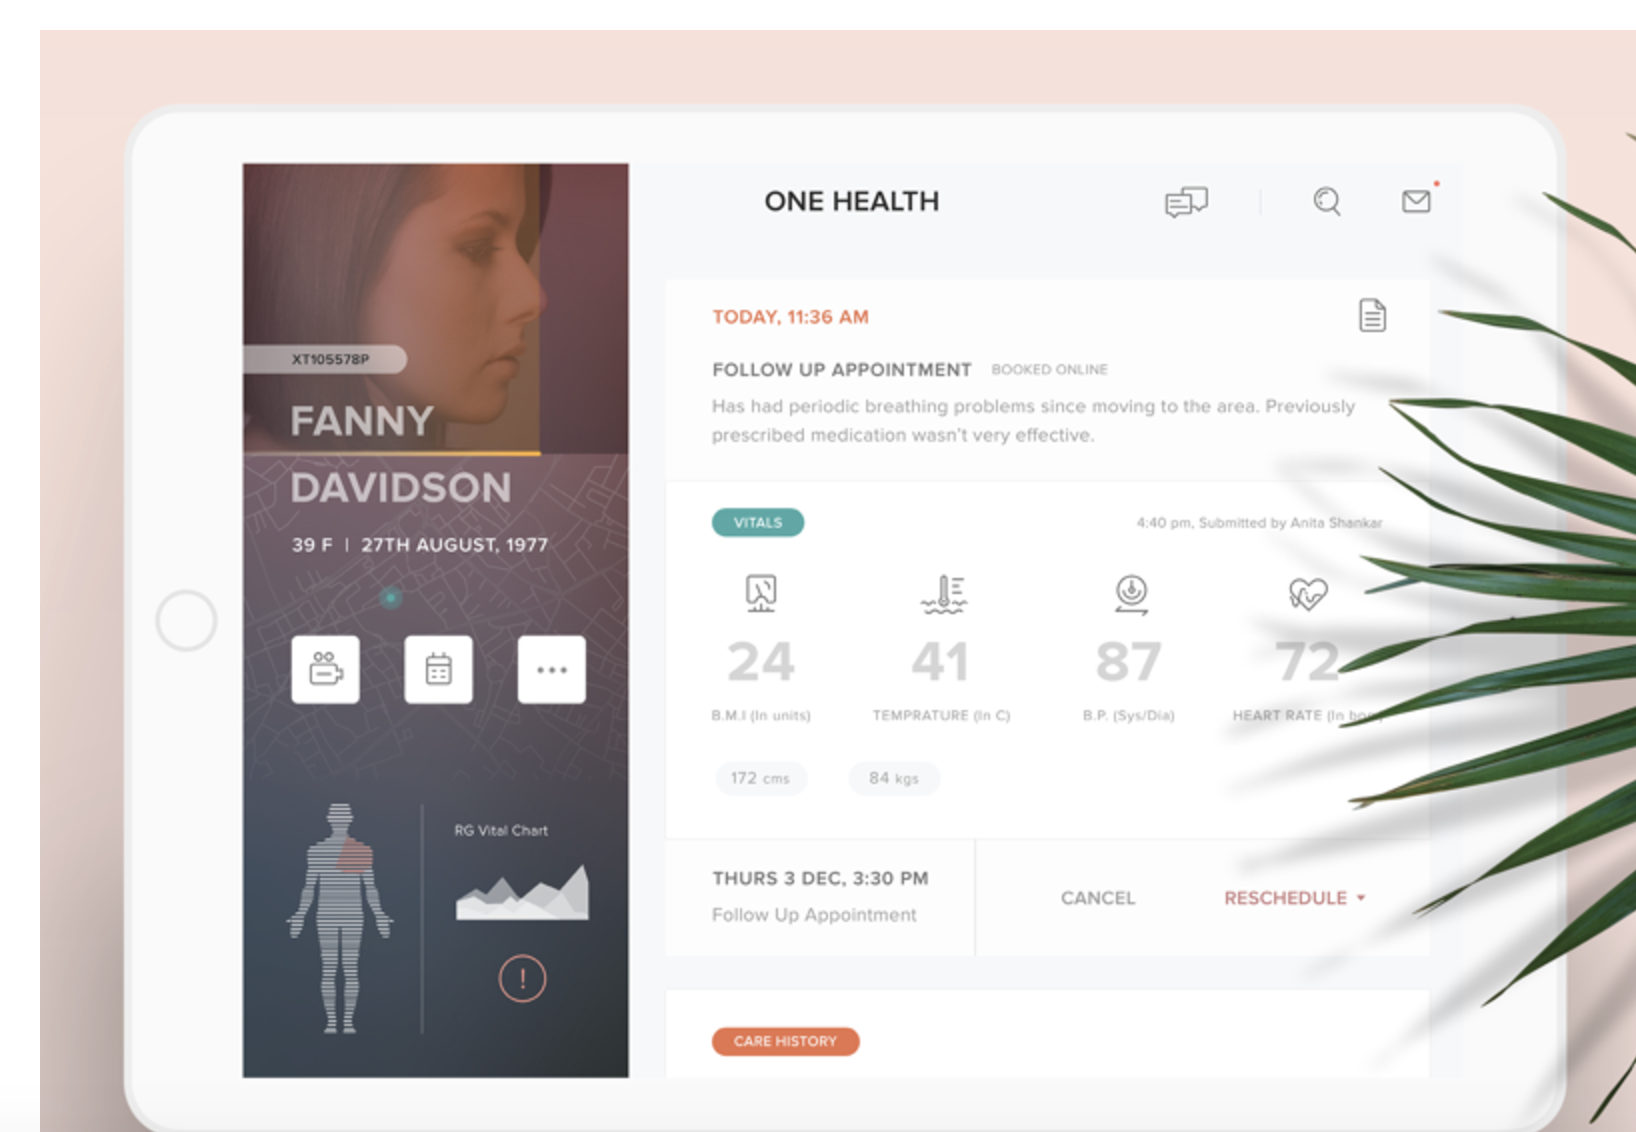 ONE HEALTH
XT105578P
FANNY
DAVIDSON
39 F | 27TH AUGUST, 1977
RG Vital Chart
!
TODAY, 11:36 AM
FOLLOW UP APPOINTMENT BOOKED ONLINE
Has had periodic breathing problems since moving to the area. Previously
prescribed medication wasn't very effective.
VITALS
4:40 pm, Submitted by Anita Shankar
24 41 87 72
B.M.I (In units) TEMPRATURE (In C) B.P. (Sys/Dia) HEART RATE (In
172 cms 84 kgs
THURS 3 DEC, 3:30 PM
Follow Up Appointment
CANCEL RESCHEDULE
CARE HISTORY